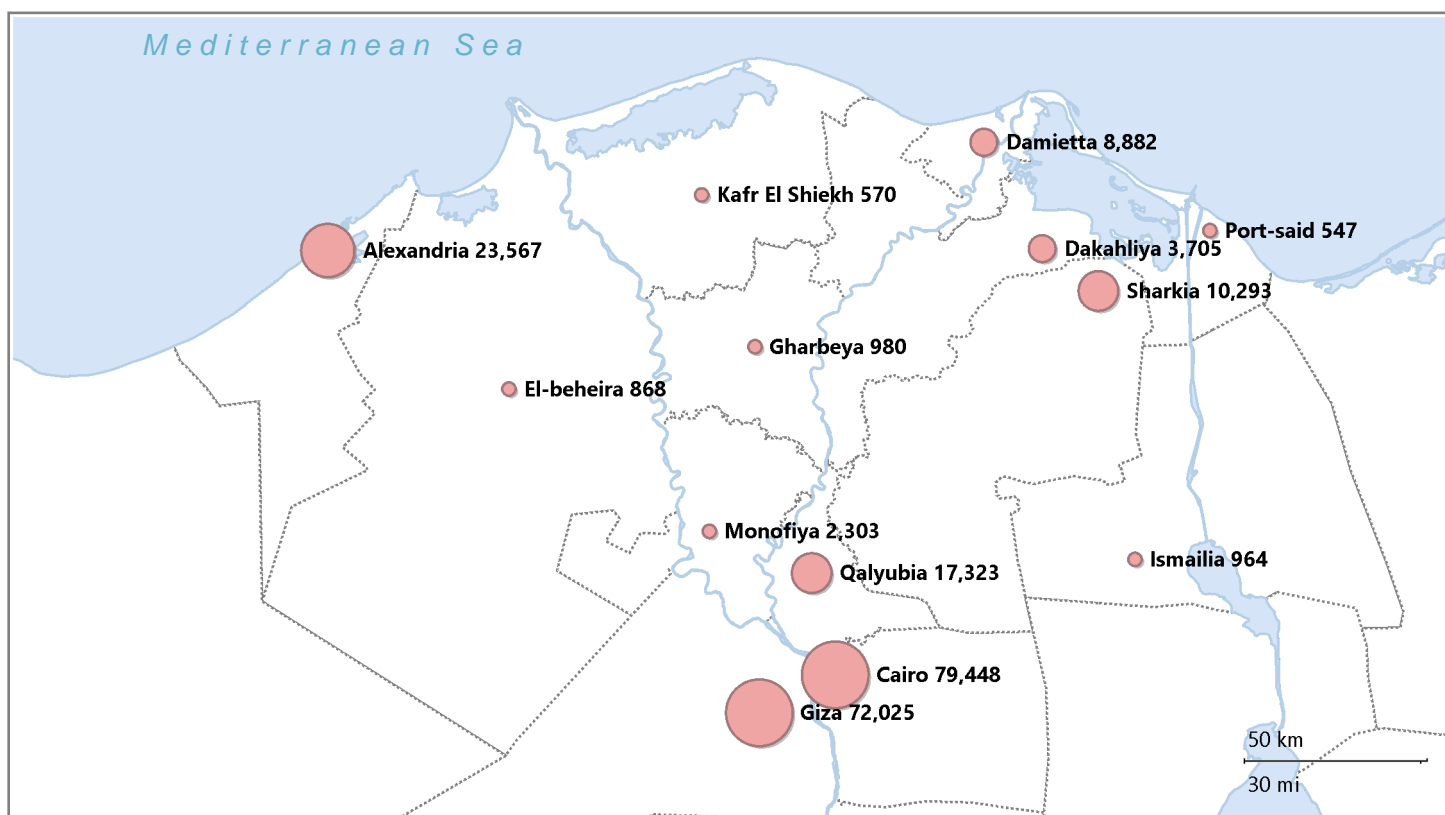 Mediterranean Sea
Damietta 8,882
Kafr El Shiekh 570
Port-said 547
Alexandria 23,567
Dakahliya 3,705
Sharkia 10,293
Gharbeya 980
El-beheira 868
Monofiya 2,303
Ismailia 964
Qalyubia 17,323
Cairo 79,448
Giza 72,025
50 km
30 mi